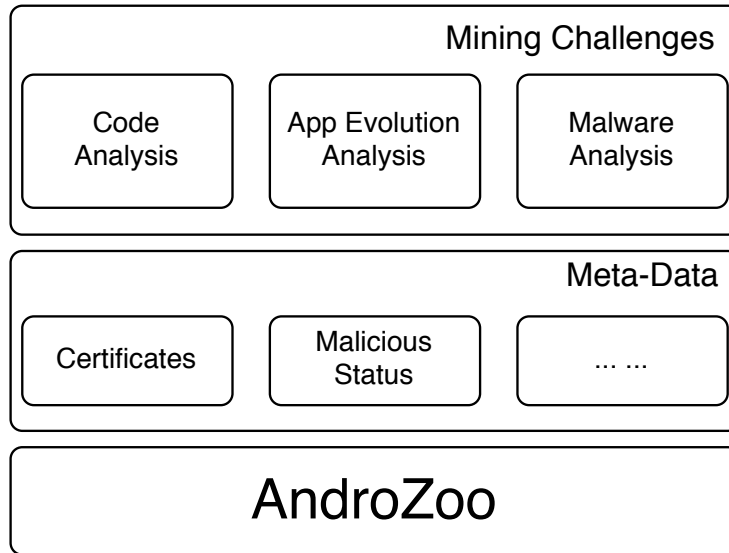 Mining Challenges
Code
Analysis
App Evolution
Analysis
Malware
Analysis
Meta-Data
Certificates
Malicious
Status
... ...
AndroZoo